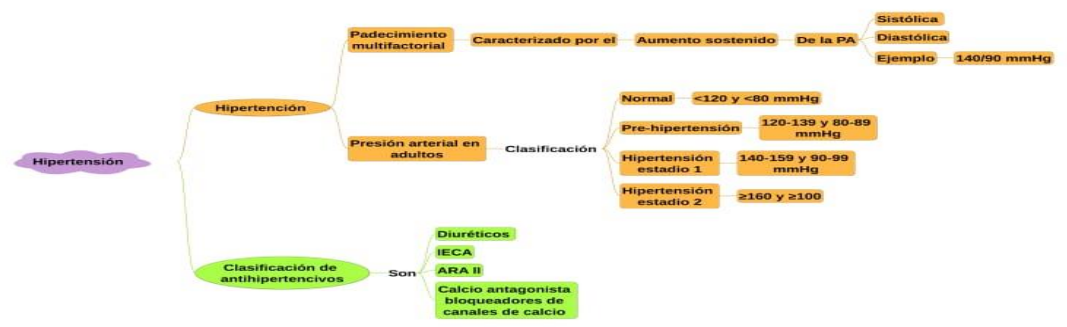 Hipertensión
Hipertención
Padecimiento
multifactorial
Caracterizado por el
Aumento sostenido
De la PA
Sistólica
Diastólica
Ejemplo
140/90 mmHg
Presión arterial en
adultos
Clasificación
Normal
<120 y <80 mmHg
Pre-hipertensión
120-139 y 80-89
mmHg
Hipertensión
estadio 1
140-159 y 90-99
mmHg
Hipertensión
estadio 2
≥160 y ≥100
Clasificación de
antihipertencivos
Son
Diuréticos
IECA
ARA II
Calcio antagonista
bloqueadores de
canales de calcio